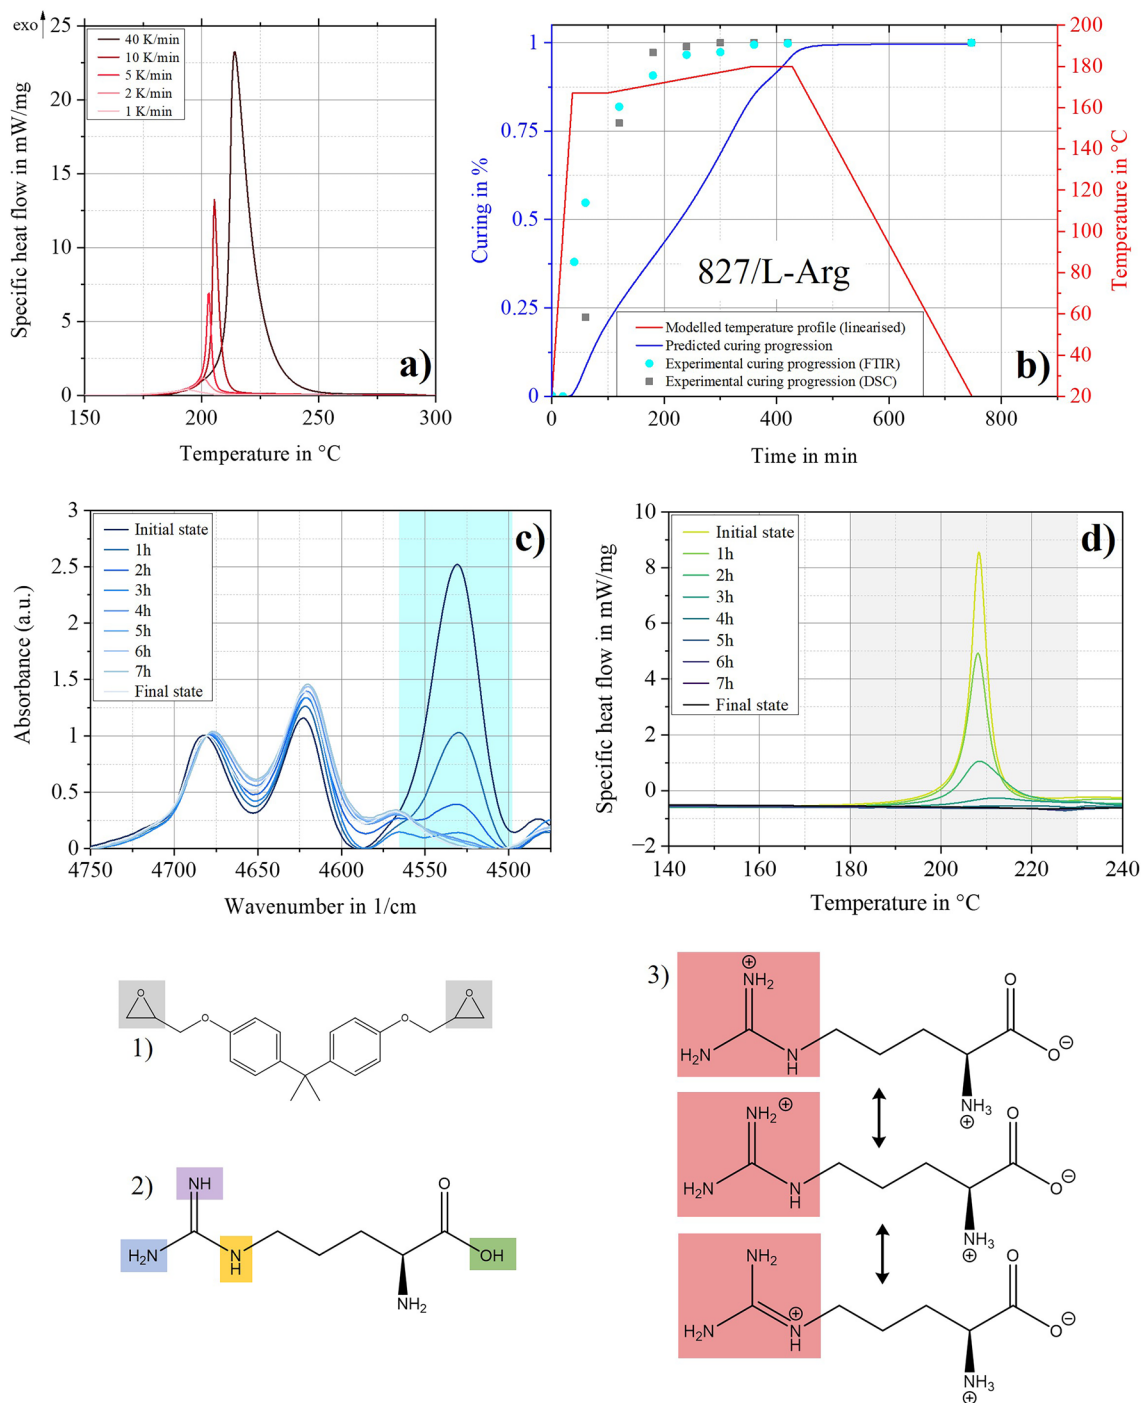 exo
25
20
15
10
5
0
150
200
250
300
Specific heat flow in mW/mg
Temperature in °C
40 K/min
10 K/min
5 K/min
2 K/min
1 K/min
a)
1
0.75
0.5
0.25
0
Curing in %
200
180
160
140
120
100
80
60
40
20
Temperature in °C
0
200
400
600
800
Time in min
827/L-Arg
Modelled temperature profile (linearised)
Predicted curing progression
Experimental curing progression (FTIR)
Experimental curing progression (DSC)
b)
3
2.5
2
1.5
1
0.5
0
4750
4700
4650
4600
4550
4500
Absorbance (a.u.)
Wavenumber in 1/cm
Initial state
1h
2h
3h
4h
5h
6h
7h
Final state
c)
10
8
6
4
2
0
−2
140
160
180
200
220
240
Specific heat flow in mW/mg
Temperature in °C
Initial state
1h
2h
3h
4h
5h
6h
7h
Final state
d)
1)
O
O
O
O
2)
NH
H₂N
N
H
O
OH
NH₂
3)
⊕
NH₂
H₂N
N
H
O
O⊖
NH₃
⊕
NH₂⊕
H₂N
N
H
O
O⊖
NH₃
⊕
NH₂
H₂N
⊕
N
H
O
O⊖
NH₃
⊕